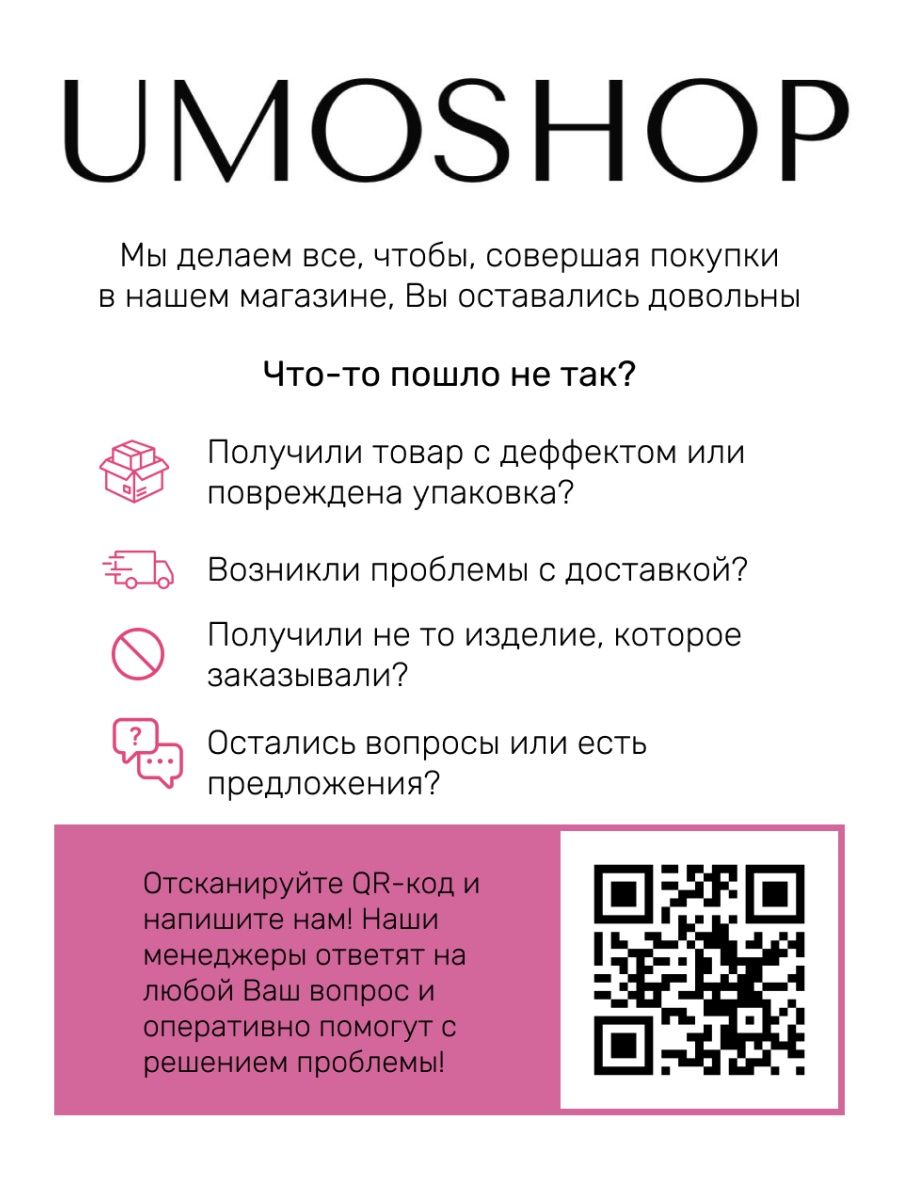 UMOSHOP
Мы делаем все, чтобы, совершая покупки
в нашем магазине, Вы оставались довольны
Что-то пошло не так?
Получили товар с деффектом или
повреждена упаковка?
Возникли проблемы с доставкой?
Получили не то изделие, которое
заказывали?
?
Остались вопросы или есть
предложения?
Отсканируйте QR-код и
напишите нам! Наши
менеджеры ответят на
любой Ваш вопрос и
оперативно помогут с
решением проблемы!